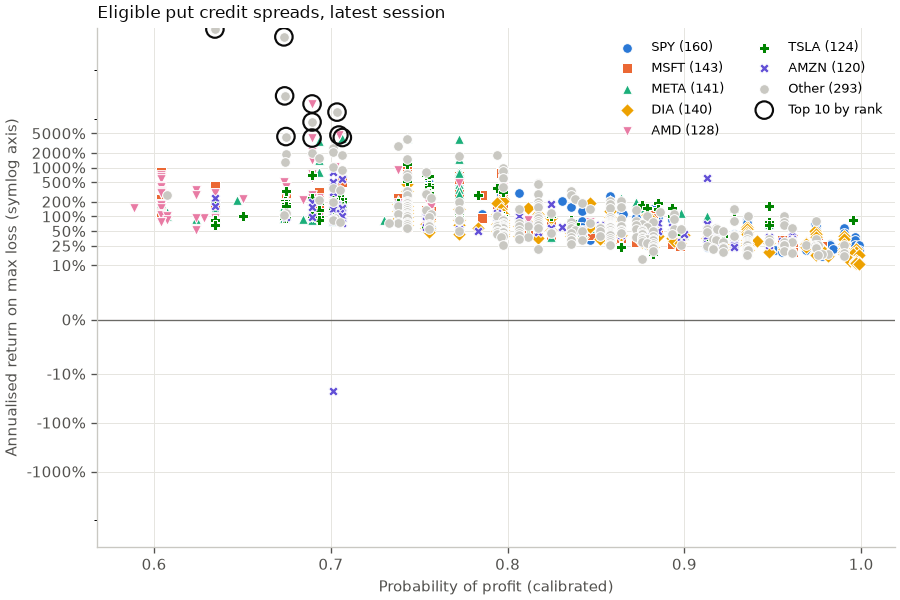 Eligible put credit spreads, latest session
SPY (160)
MSFT (143)
META (141)
DIA (140)
AMD (128)
TSLA (124)
AMZN (120)
Other (293)
Top 10 by rank
Annualised return on max loss (symlog axis)
5000%
2000%
1000%
500%
200%
100%
50%
25%
10%
0%
-10%
-100%
-1000%
0.6
0.7
0.8
0.9
1.0
Probability of profit (calibrated)